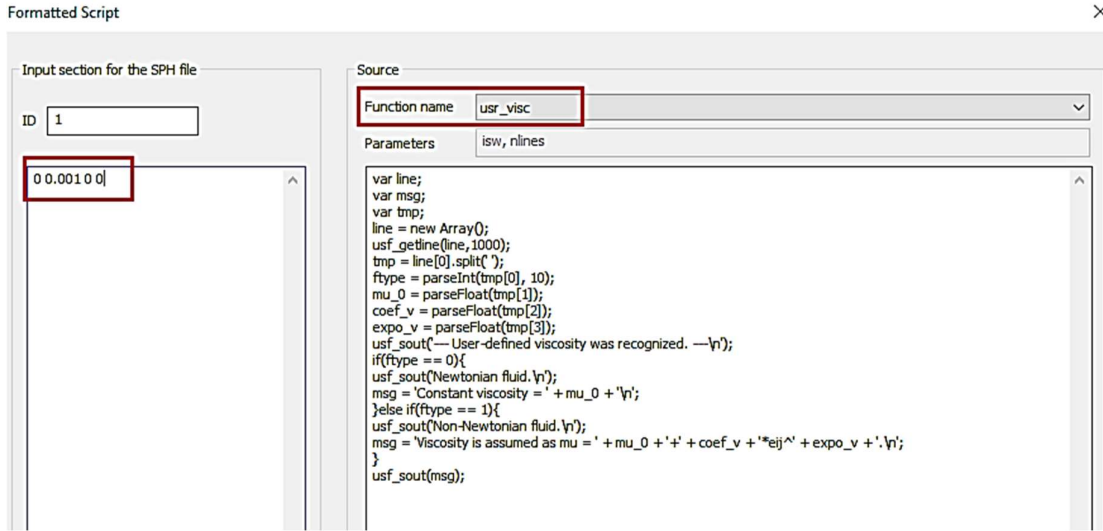 Formatted Script
Input section for the SPH file
ID 1
0 0.001 0 0
Source
Function name usr_visc
Parameters isw, nlines
var line;
var msg;
var tmp;
line = new Array();
usf_getline(line,1000);
tmp = line[0].split(' ');
ftype = parseInt(tmp[0], 10);
mu_0 = parseFloat(tmp[1]);
coef_v = parseFloat(tmp[2]);
expo_v = parseFloat(tmp[3]);
usf_sout('--- User-defined viscosity was recognized. ---\n');
if(ftype == 0){
usf_sout('Newtonian fluid.\n');
msg = 'Constant viscosity = ' + mu_0 +'\n';
}else if(ftype == 1){
usf_sout('Non-Newtonian fluid.\n');
msg = 'Viscosity is assumed as mu = ' + mu_0 +'+' + coef_v +'*eij^' + expo_v +'.\n';
}
usf_sout(msg);